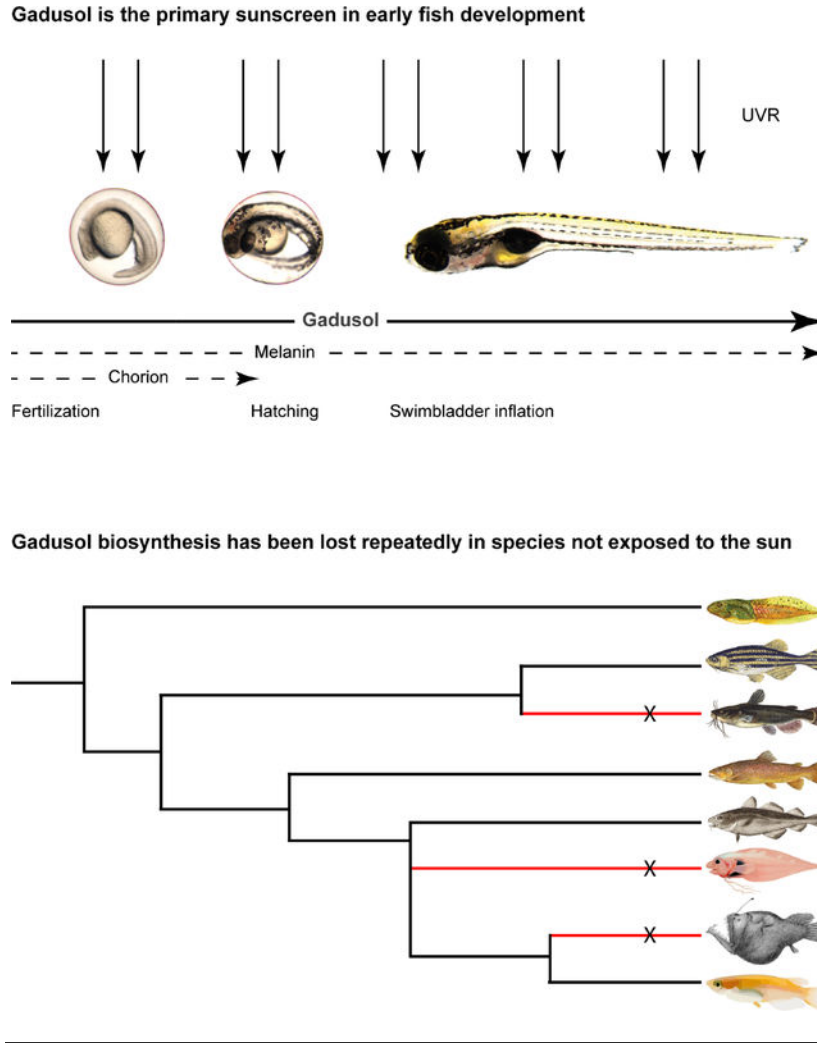 Gadusol is the primary sunscreen in early fish development
UVR
Gadusol
Melanin
Chorion
Fertilization
Hatching
Swimbladder inflation
Gadusol biosynthesis has been lost repeatedly in species not exposed to the sun
X
X
X